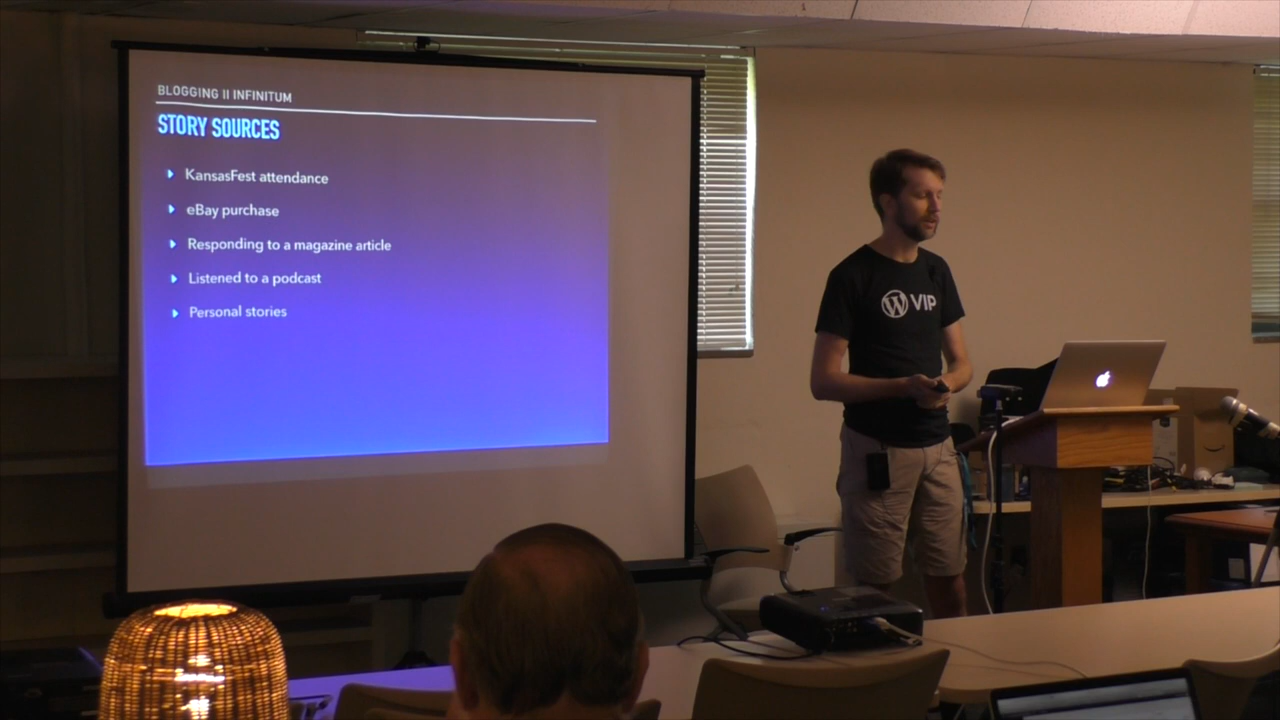 BLOGGING II INFINITUM
STORY SOURCES
KansasFest attendance
eBay purchase
Responding to a magazine article
Listened to a podcast
Personal stories
VIP